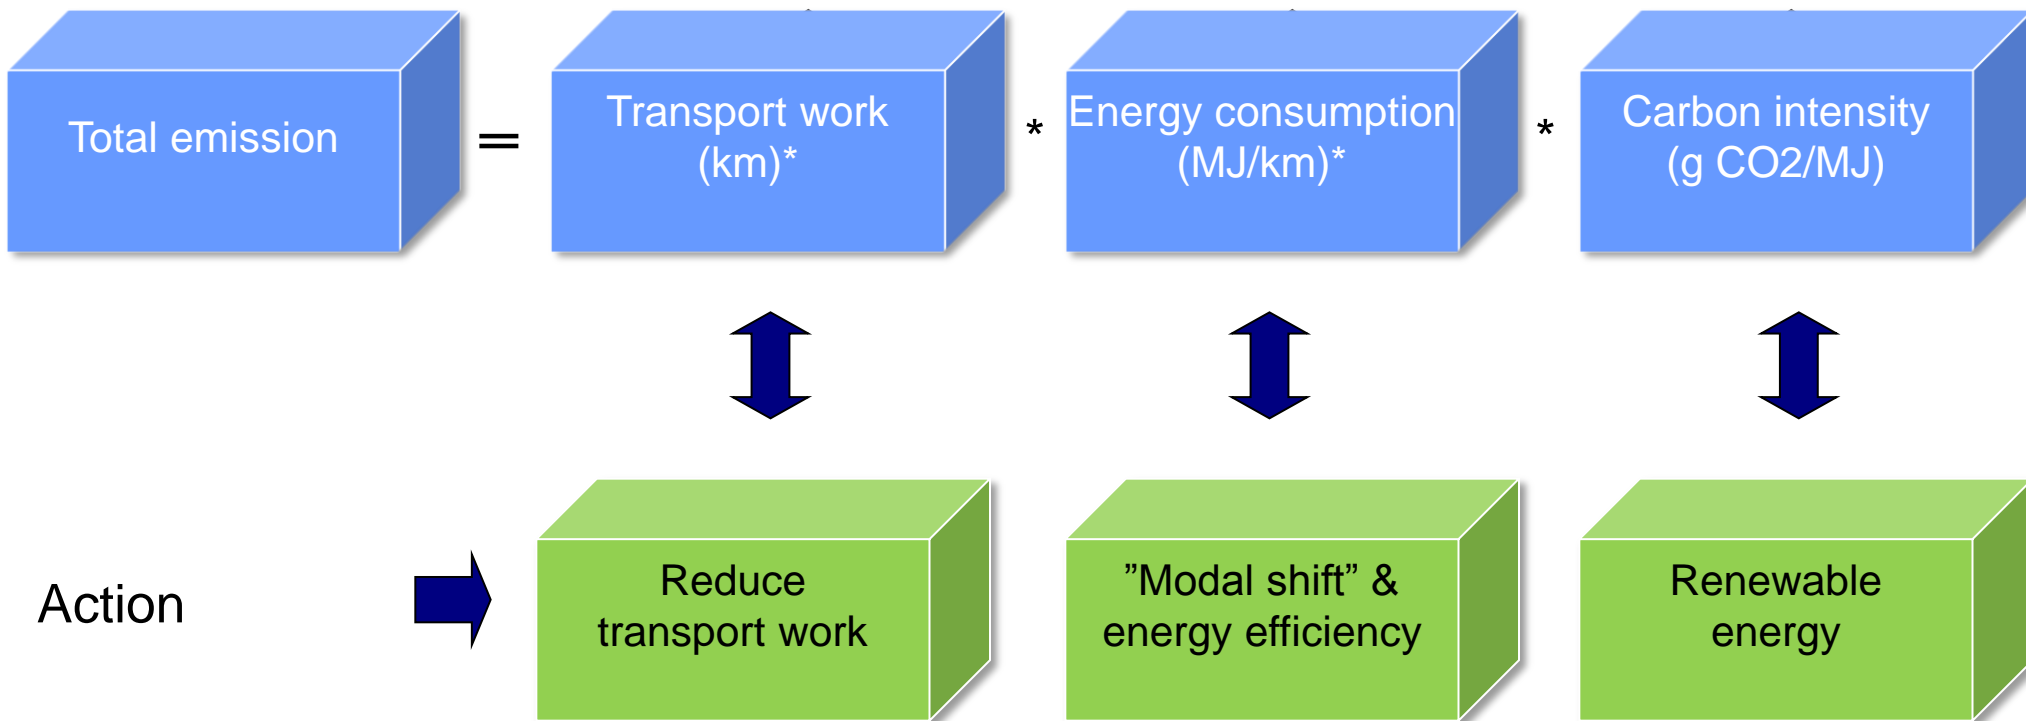 Total emission
=
Transport work
(km)*
*
Energy consumption
(MJ/km)*
*
Carbon intensity
(g CO2/MJ)
Action
Reduce
transport work
”Modal shift” &
energy efficiency
Renewable
energy